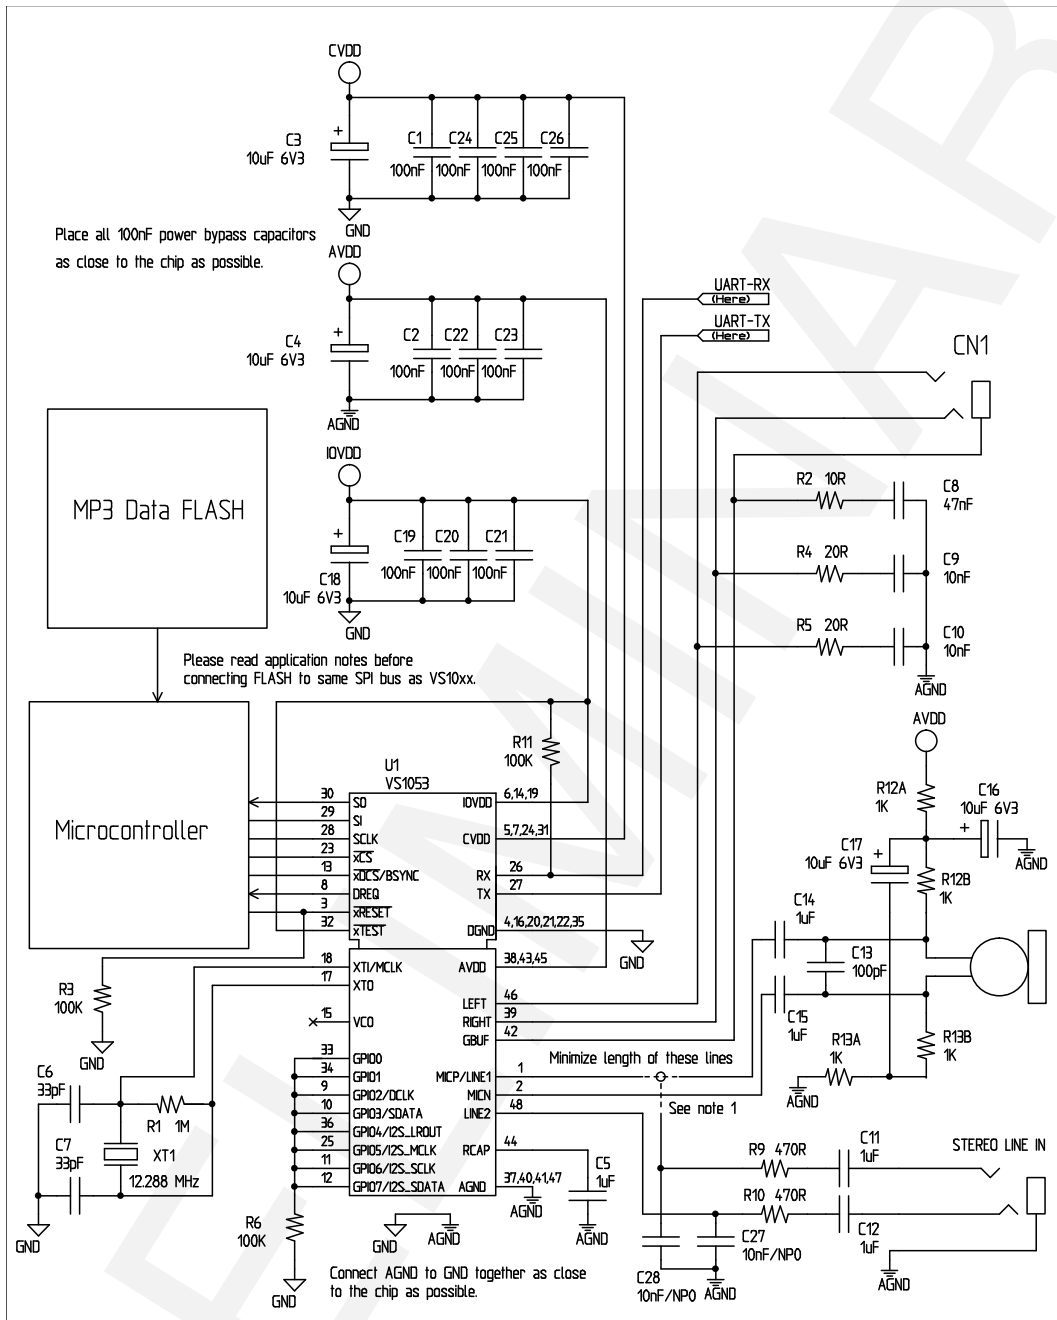 CVDD
C3
10uF 6V3
+
C1
100nF
C24
100nF
C25
100nF
C26
100nF
GND
Place all 100nF power bypass capacitors
as close to the chip as possible.
AVDD
C4
10uF 6V3
+
C2
100nF
C22
100nF
C23
100nF
AGND
UART-RX
(Here)
UART-TX
(Here)
CN1
IOVDD
+
C18
10uF 6V3
C19
100nF
C20
100nF
C21
100nF
GND
MP3 Data FLASH
R2 10R
C8
47nF
R4 20R
C9
10nF
R5 20R
C10
10nF
AGND
Please read application notes before
connecting FLASH to same SPI bus as VS10xx.
Microcontroller
R11
100K
U1
VS1053
30 SO
29 SI
28 SCLK
23 xCS
13 xDCS/BSYNC
8 DREQ
3 xRESET
32 xTEST
IOVDD 6,14,19
CVDD 5,7,24,31
RX 26
TX 27
DGND 4,16,20,21,22,35
GND
18 XTI/MCLK
17 XTO
15 VCO
33 GPIO0
34 GPIO1
9 GPIO2/DCLK
10 GPIO3/SDATA
36 GPIO4/I2S_LROUT
25 GPIO5/I2S_MCLK
11 GPIO6/I2S_SCLK
12 GPIO7/I2S_SDATA
AVDD 38,43,45
LEFT 46
RIGHT 39
GBUF 42
MICP/LINE1 1
MICN 2
LINE2 48
RCAP 44
AGND 37,40,41,47
AGND
AVDD
R12A
1K
C16
10uF 6V3
+
AGND
C17
10uF 6V3
+
R12B
1K
C14
1uF
C13
100pF
C15
1uF
R13A
1K
R13B
1K
AGND
R3
100K
GND
C6
33pF
R1 1M
C7
33pF
XT1
12.288 MHz
GND
R6
100K
GND
Minimize length of these lines
See note 1
C5
1uF
AGND
GND
AGND
Connect AGND to GND together as close
to the chip as possible.
R9 470R
C11
1uF
STEREO LINE IN
R10 470R
C12
1uF
C27
10nF/NP0
C28
10nF/NP0
AGND
AGND